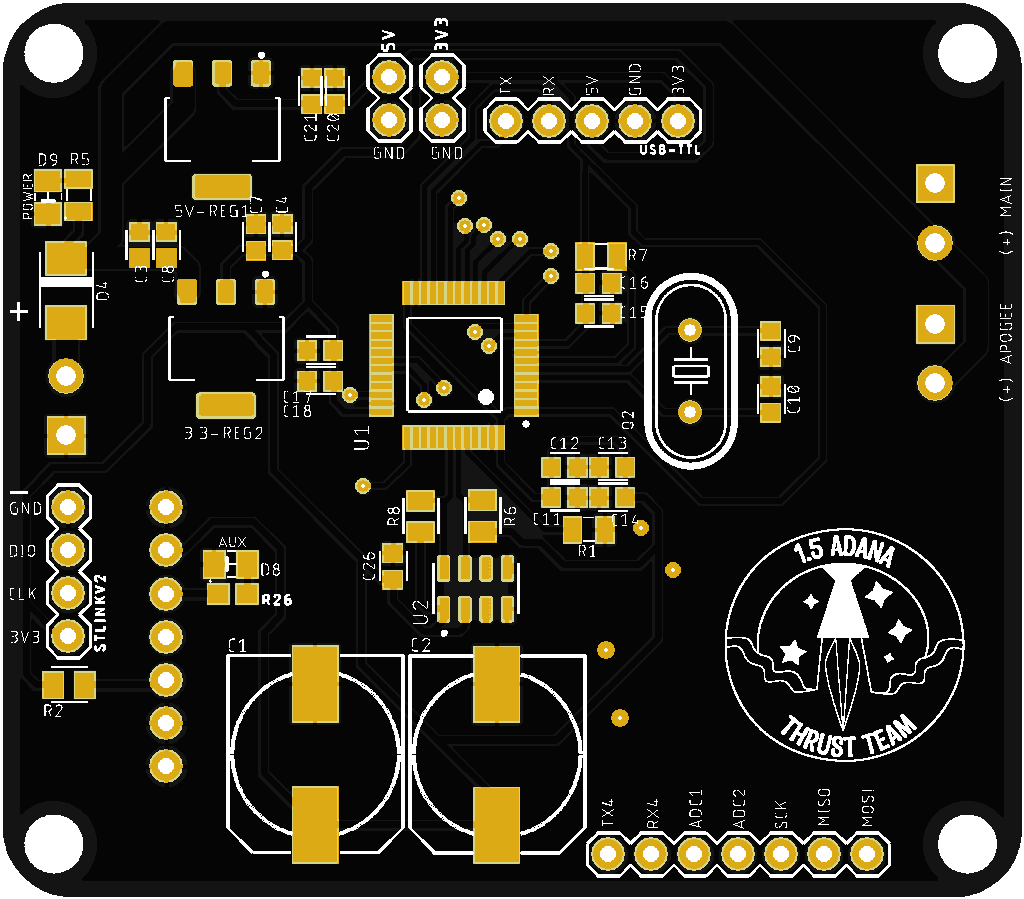 5V
3V3
TX
RX
5V
GND
3V3
C21
C20
GND
GND
USB-TTL
D9
R5
POWER
5V-REG1
C7
C4
(+) MAIN
C3
C8
R7
D4
C16
+
C15
(+) APOGEE
C9
C17
C10
C18
Q2
3.3-REG2
U1
C12
C13
-
GND
R8
R6
C11
C14
AUX
R1
DIO
C26
D8
1.5 ADANA
CLK
STLINKV2
R26
U2
3V3
C1
C2
R2
THRUST TEAM
TX4
RX4
ADC1
ADC2
SCK
MISO
MOSI